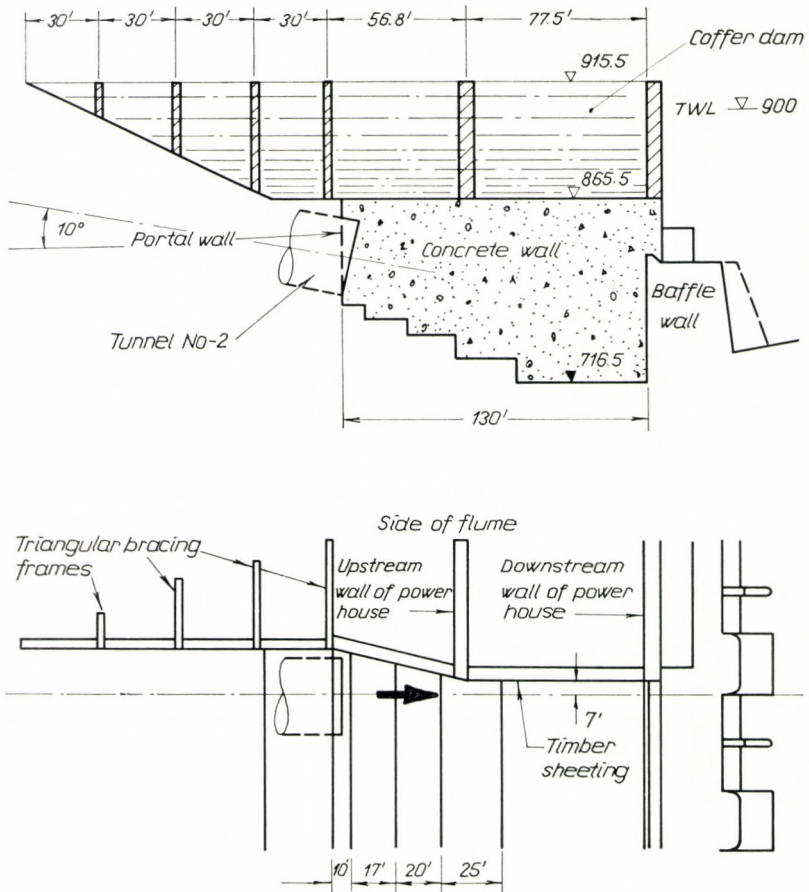 30'
30'
30'
30'
56.8'
77.5'
Coffer dam
915.5
TWL 900
865.5
10°
Portal wall
Concrete wall
Baffle
wall
Tunnel No-2
716.5
130'
Side of flume
Triangular bracing
frames
Upstream
wall of power
house
Downstream
wall of power
house
7'
Timber
sheeting
10'
17'
20'
25'